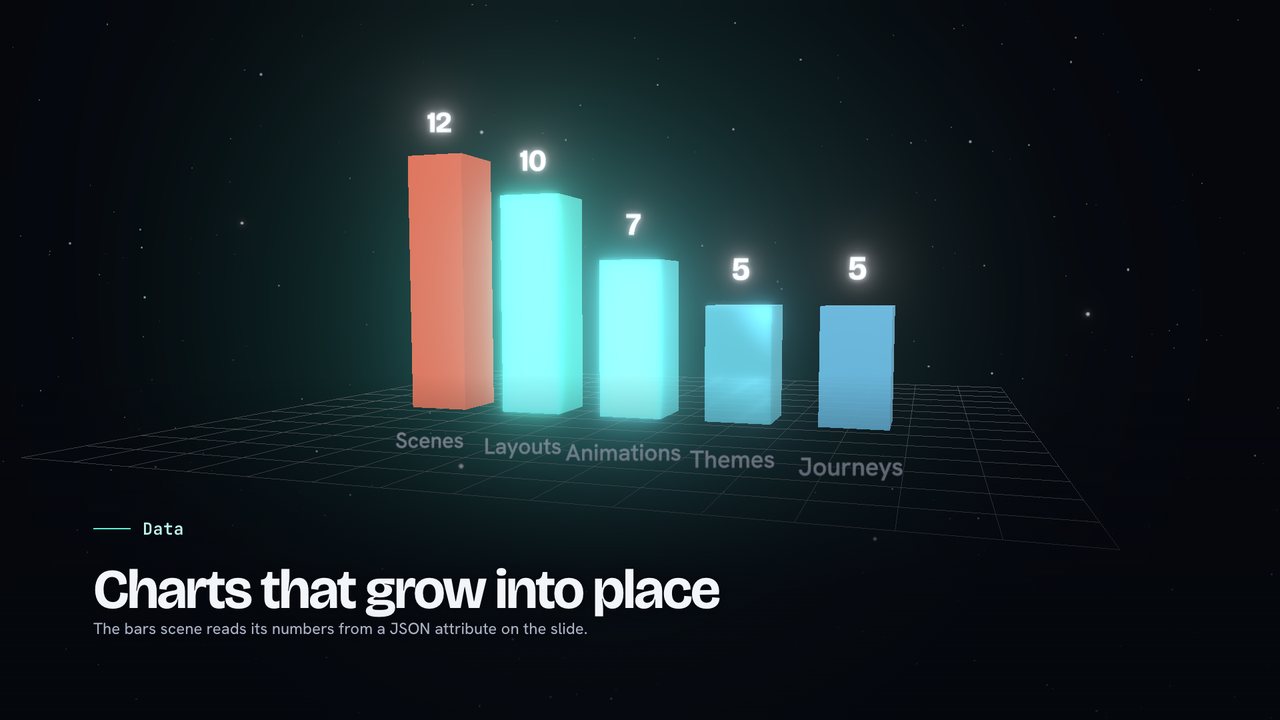 12
10
7
5
5
Scenes
Layouts
Animations
Themes
Journeys
Data
Charts that grow into place
The bars scene reads its numbers from a JSON attribute on the slide.